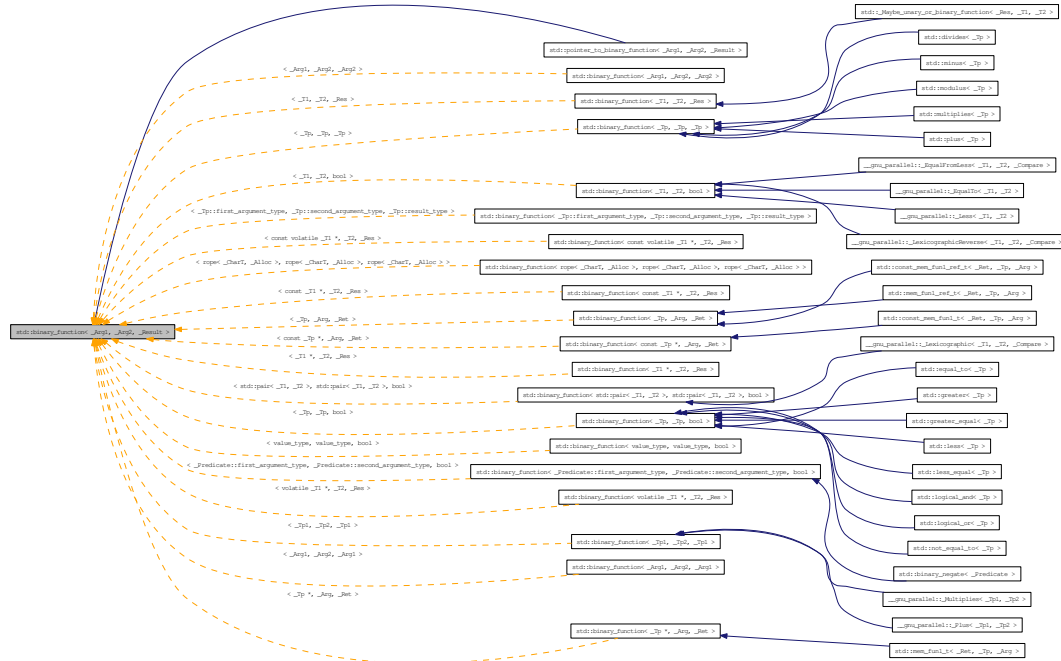 std::_Maybe_unary_or_binary_function< _Res, _T1, _T2 >
std::divides< _Tp >
std::pointer_to_binary_function< _Arg1, _Arg2, _Result >
std::minus< _Tp >
< _Arg1, _Arg2, _Arg2 >
std::binary_function< _Arg1, _Arg2, _Arg2 >
std::modulus< _Tp >
< _T1, _T2, _Res >
std::binary_function< _T1, _T2, _Res >
std::multiplies< _Tp >
< _Tp, _Tp, _Tp >
std::binary_function< _Tp, _Tp, _Tp >
std::plus< _Tp >
__gnu_parallel::_EqualFromLess< _T1, _T2, _Compare >
< _T1, _T2, bool >
std::binary_function< _T1, _T2, bool >
__gnu_parallel::_EqualTo< _T1, _T2 >
< _Tp::first_argument_type, _Tp::second_argument_type, _Tp::result_type >
std::binary_function< _Tp::first_argument_type, _Tp::second_argument_type, _Tp::result_type >
__gnu_parallel::_Less< _T1, _T2 >
< const volatile _T1 *, _T2, _Res >
std::binary_function< const volatile _T1 *, _T2, _Res >
__gnu_parallel::_LexicographicReverse< _T1, _T2, _Compare >
< rope< _CharT, _Alloc >, rope< _CharT, _Alloc >, rope< _CharT, _Alloc > >
std::binary_function< rope< _CharT, _Alloc >, rope< _CharT, _Alloc >, rope< _CharT, _Alloc > >
std::const_mem_fun1_ref_t< _Ret, _Tp, _Arg >
< const _T1 *, _T2, _Res >
std::binary_function< const _T1 *, _T2, _Res >
std::mem_fun1_ref_t< _Ret, _Tp, _Arg >
< _Tp, _Arg, _Ret >
std::binary_function< _Tp, _Arg, _Ret >
std::const_mem_fun1_t< _Ret, _Tp, _Arg >
std::binary_function< _Arg1, _Arg2, _Result >
< const _Tp *, _Arg, _Ret >
std::binary_function< const _Tp *, _Arg, _Ret >
__gnu_parallel::_Lexicographic< _T1, _T2, _Compare >
< _T1 *, _T2, _Res >
std::binary_function< _T1 *, _T2, _Res >
std::equal_to< _Tp >
< std::pair< _T1, _T2 >, std::pair< _T1, _T2 >, bool >
std::binary_function< std::pair< _T1, _T2 >, std::pair< _T1, _T2 >, bool >
std::greater< _Tp >
< _Tp, _Tp, bool >
std::binary_function< _Tp, _Tp, bool >
std::greater_equal< _Tp >
< value_type, value_type, bool >
std::binary_function< value_type, value_type, bool >
std::less< _Tp >
< _Predicate::first_argument_type, _Predicate::second_argument_type, bool >
std::binary_function< _Predicate::first_argument_type, _Predicate::second_argument_type, bool >
std::less_equal< _Tp >
< volatile _T1 *, _T2, _Res >
std::binary_function< volatile _T1 *, _T2, _Res >
std::logical_and< _Tp >
< _Tp1, _Tp2, _Tp1 >
std::logical_or< _Tp >
std::binary_function< _Tp1, _Tp2, _Tp1 >
std::not_equal_to< _Tp >
< _Arg1, _Arg2, _Arg1 >
std::binary_function< _Arg1, _Arg2, _Arg1 >
std::binary_negate< _Predicate >
< _Tp *, _Arg, _Ret >
__gnu_parallel::_Multiplies< _Tp1, _Tp2 >
__gnu_parallel::_Plus< _Tp1, _Tp2 >
std::binary_function< _Tp *, _Arg, _Ret >
std::mem_fun1_t< _Ret, _Tp, _Arg >